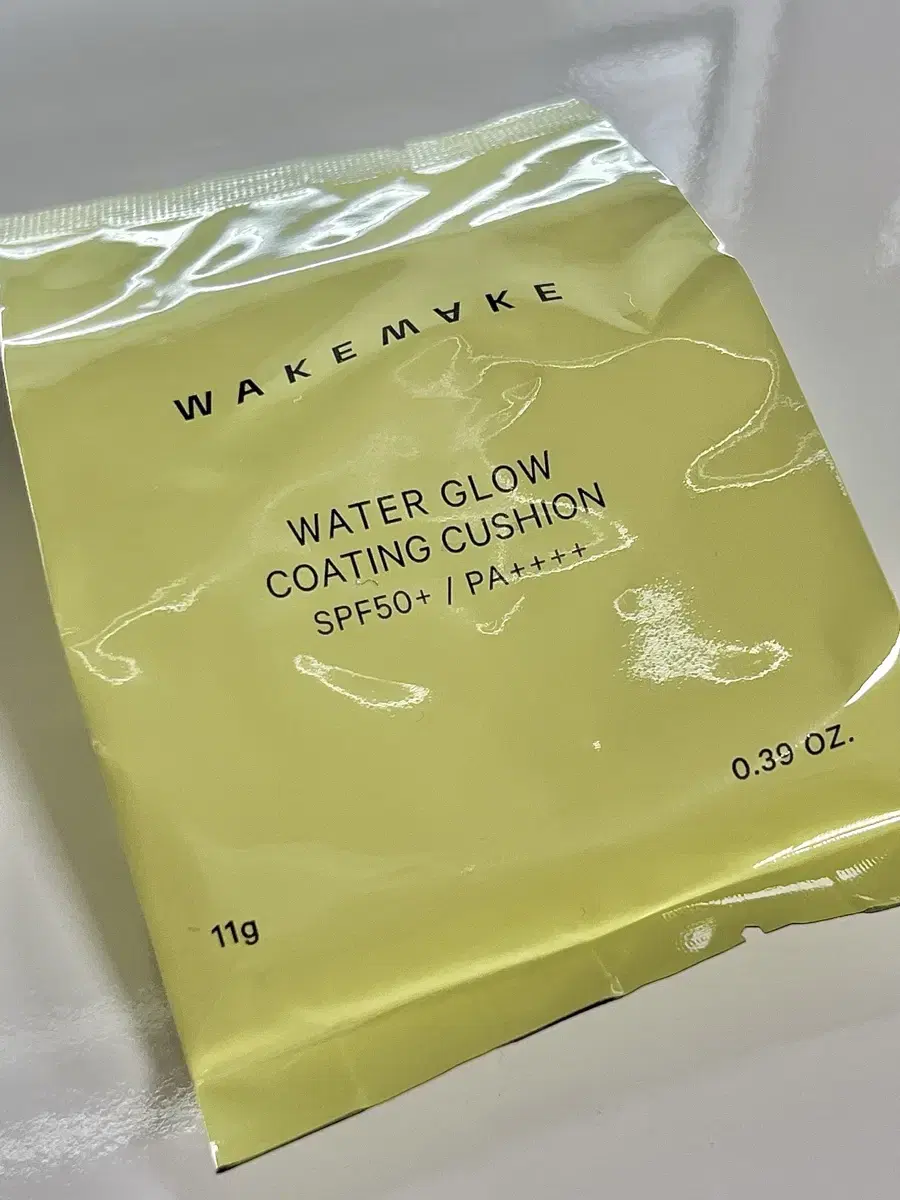 WAKEMAKE
WATER GLOW
COATING CUSHION
SPF50+ / PA++++
0.39 OZ.
11g